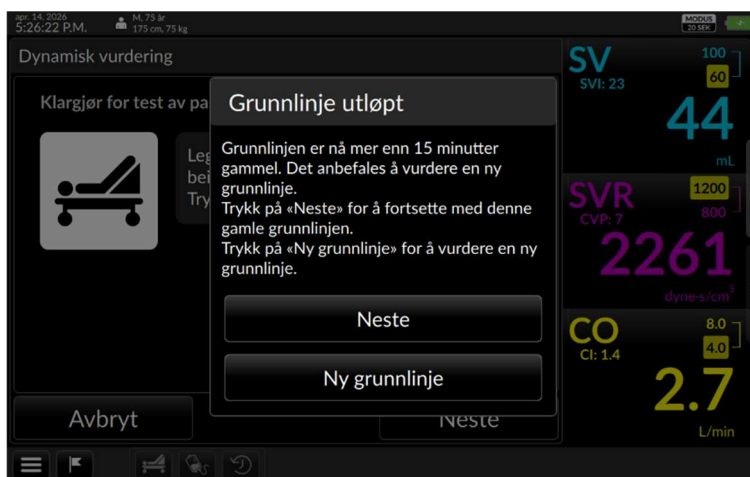 apr. 14, 2026
5:26:22 P.M.
M, 75 år
175 cm, 75 kg
MODUS
20 SEK
Dynamisk vurdering
Klargjør for test av pa
Grunnlinje utløpt
Grunnlinjen er nå mer enn 15 minutter
gammel. Det anbefales å vurdere en ny
grunnlinje.
Trykk på «Neste» for å fortsette med denne
gamle grunnlinjen.
Trykk på «Ny grunnlinje» for å vurdere en ny
grunnlinje.
Neste
Ny grunnlinje
Leg
bei
Try
Avbryt
Neste
SV
SVI: 23
100
60
44
mL
SVR
CVP: 7
1200
800
2261
dyne-s/cm5
CO
CI: 1.4
8.0
4.0
2.7
L/min